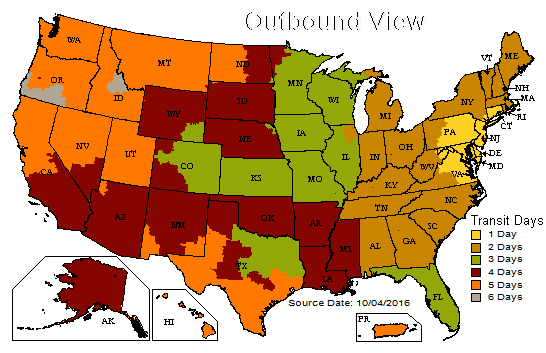 Outbound View
WA
MT
ND
MN
OR
ID
WY
SD
WI
MI
NY
VT
ME
NH
MA
RI
CT
NJ
DE
MD
PA
NV
UT
CO
NE
IA
IL
IN
OH
WV
VA
CA
KS
MO
KY
NC
TN
SC
AZ
NM
OK
AR
MS
AL
GA
TX
LA
FL
AK
HI
PR
Transit Days
1 Day
2 Days
3 Days
4 Days
5 Days
6 Days
Source Date: 10/04/2016